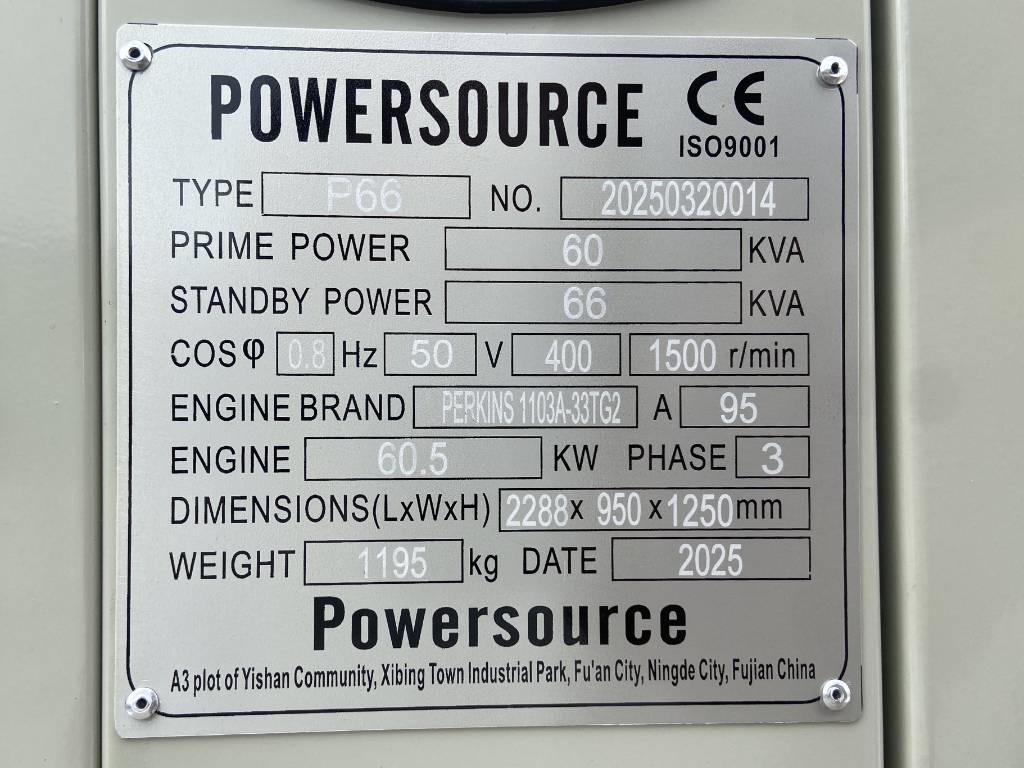 POWERSOURCE CE
ISO9001
TYPE P66 NO. 20250320014
PRIME POWER 60 KVA
STANDBY POWER 66 KVA
COSφ 0.8 Hz 50 V 400 1500 r/min
ENGINE BRAND PERKINS 1103A-33TG2 A 95
ENGINE 60.5 KW PHASE 3
DIMENSIONS(LxWxH) 2288x 950 x1250mm
WEIGHT 1195 kg DATE 2025
Powersource
A3 plot of Yishan Community, Xibing Town Industrial Park, Fu'an City, Ningde City, Fujian China